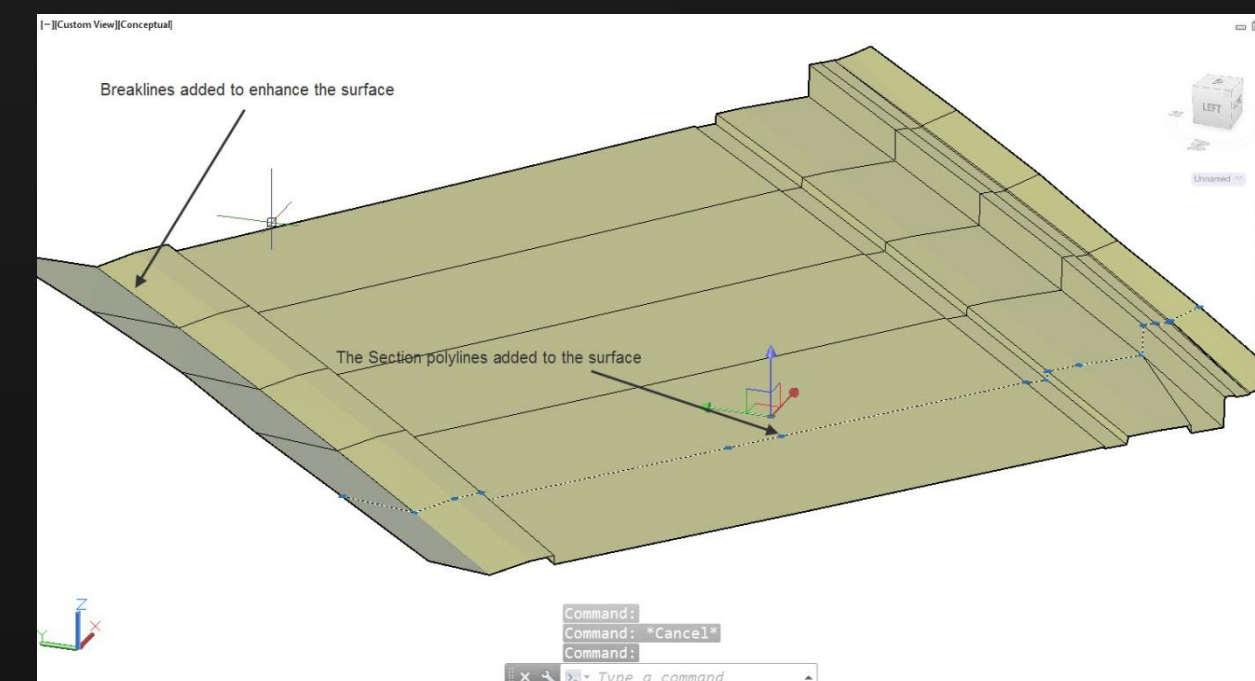 [−][Custom View][Conceptual]
Breaklines added to enhance the surface
LEFT
Unnamed
The Section polylines added to the surface
Z
Y
X
Command:
Command: *Cancel*
Command:
Type a command